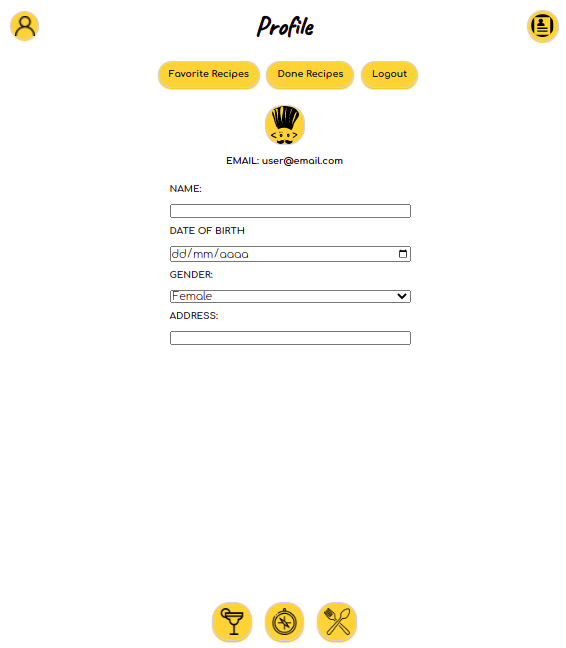 Profile
Favorite Recipes
Done Recipes
Logout
EMAIL: user@email.com
NAME:
DATE OF BIRTH
dd/mm/aaaa
GENDER:
Female
ADDRESS: